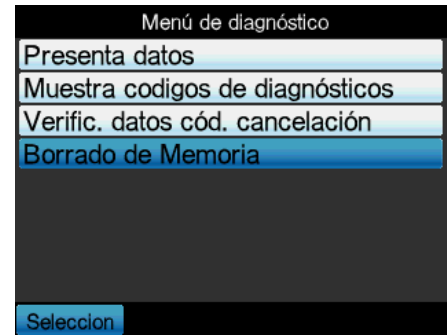 Menú de diagnóstico
Presenta datos
Muestra codigos de diagnósticos
Verific. datos cód. cancelación
Borrado de Memoria
Seleccion